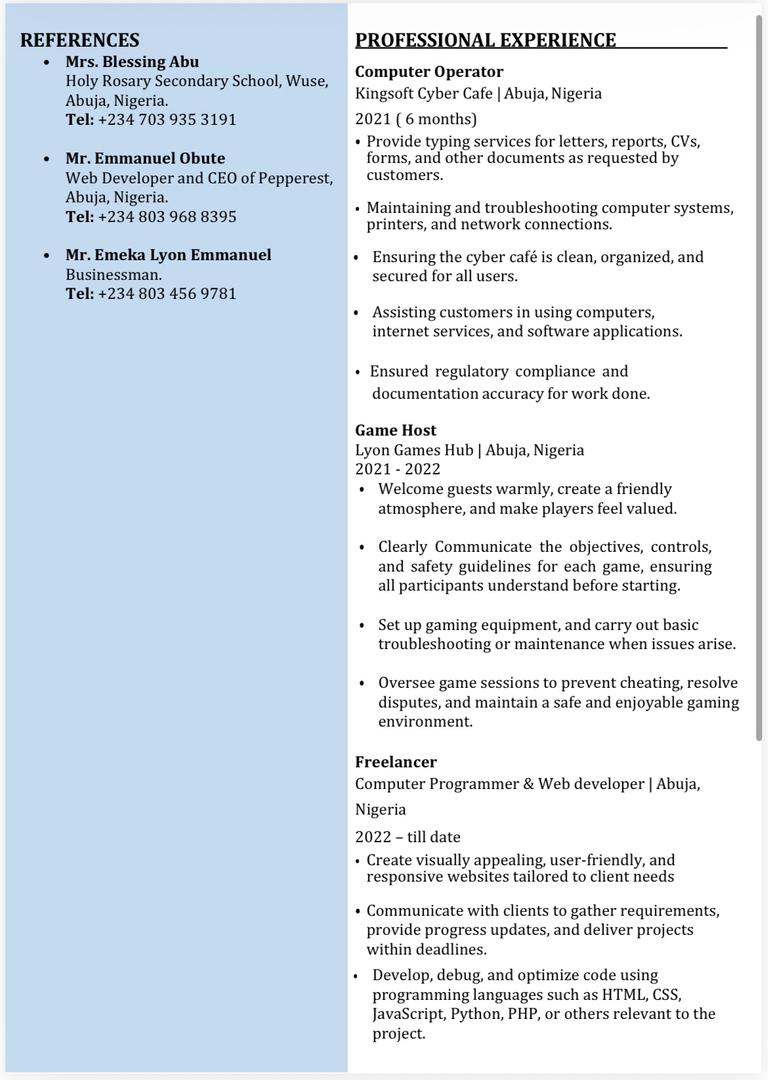 REFERENCES
• Mrs. Blessing Abu
Holy Rosary Secondary School, Wuse,
Abuja, Nigeria.
Tel: +234 703 935 3191
• Mr. Emmanuel Obute
Web Developer and CEO of Pepperest,
Abuja, Nigeria.
Tel: +234 803 968 8395
• Mr. Emeka Lyon Emmanuel
Businessman.
Tel: +234 803 456 9781
PROFESSIONAL EXPERIENCE
Computer Operator
Kingsoft Cyber Cafe | Abuja, Nigeria
2021 ( 6 months)
• Provide typing services for letters, reports, CVs,
forms, and other documents as requested by
customers.
• Maintaining and troubleshooting computer systems,
printers, and network connections.
• Ensuring the cyber café is clean, organized, and
secured for all users.
• Assisting customers in using computers,
internet services, and software applications.
• Ensured regulatory compliance and
documentation accuracy for work done.
Game Host
Lyon Games Hub | Abuja, Nigeria
2021 - 2022
• Welcome guests warmly, create a friendly
atmosphere, and make players feel valued.
• Clearly Communicate the objectives, controls,
and safety guidelines for each game, ensuring
all participants understand before starting.
• Set up gaming equipment, and carry out basic
troubleshooting or maintenance when issues arise.
• Oversee game sessions to prevent cheating, resolve
disputes, and maintain a safe and enjoyable gaming
environment.
Freelancer
Computer Programmer & Web developer | Abuja,
Nigeria
2022 – till date
• Create visually appealing, user-friendly, and
responsive websites tailored to client needs
• Communicate with clients to gather requirements,
provide progress updates, and deliver projects
within deadlines.
• Develop, debug, and optimize code using
programming languages such as HTML, CSS,
JavaScript, Python, PHP, or others relevant to the
project.